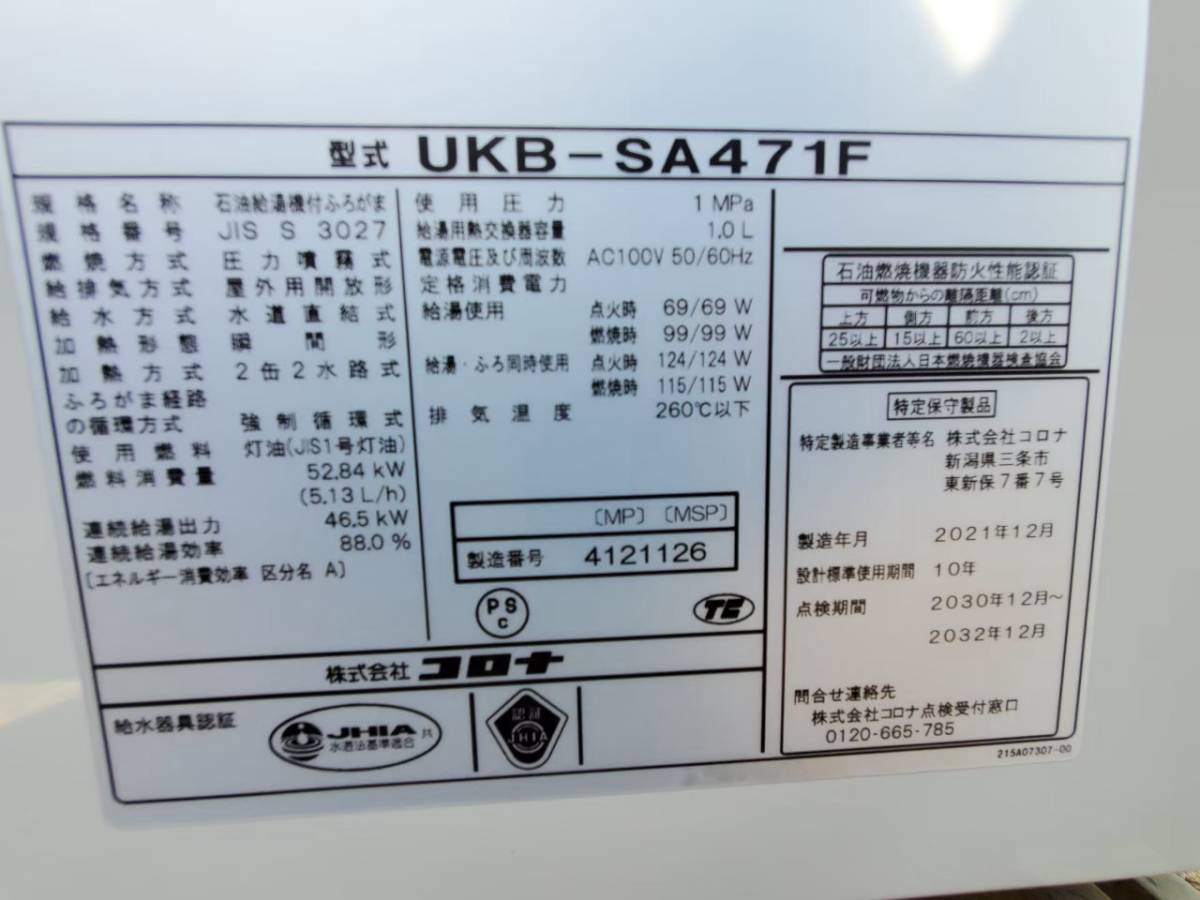 型式 UKB-SA471F
規格名称 石油給湯機付ふろがま
規格番号 JIS S 3027
燃焼方式 圧力噴霧式
給排気方式 屋外用開放形
給水方式 水道直結式
加熱形態 瞬間形
加熱方式 2缶2水路式
ふろがま経路
の循環方式 強制循環式
使用燃料 灯油(JIS1号灯油)
燃料消費量 52.84 kW
(5.13 L/h)
連続給湯出力 46.5 kW
連続給湯効率 88.0 %
〔エネルギー消費効率 区分名 A〕
使用圧力 1 MPa
給湯用熱交換器容量 1.0 L
電源電圧及び周波数 AC100V 50/60Hz
定格消費電力
給湯使用 点火時 69/69 W
燃焼時 99/99 W
給湯・ふろ同時使用 点火時 124/124 W
燃焼時 115/115 W
排気温度 260℃以下
〔MP〕〔MSP〕
製造番号 4121126
PS
C
TC
石油燃焼機器防火性能認証
可燃物からの離隔距離(cm)
上方 側方 前方 後方
25以上 15以上 60以上 2以上
一般財団法人日本燃焼機器検査協会
特定保守製品
特定製造事業者等名 株式会社コロナ
新潟県三条市
東新保7番7号
製造年月 2021年12月
設計標準使用期間 10年
点検期間 2030年12月~
2032年12月
問合せ連絡先
株式会社コロナ点検受付窓口
0120-665-785
株式会社 コロナ
給水器具認証
JHIA 共
水道法基準適合
認証
JHIA
215A07307-00